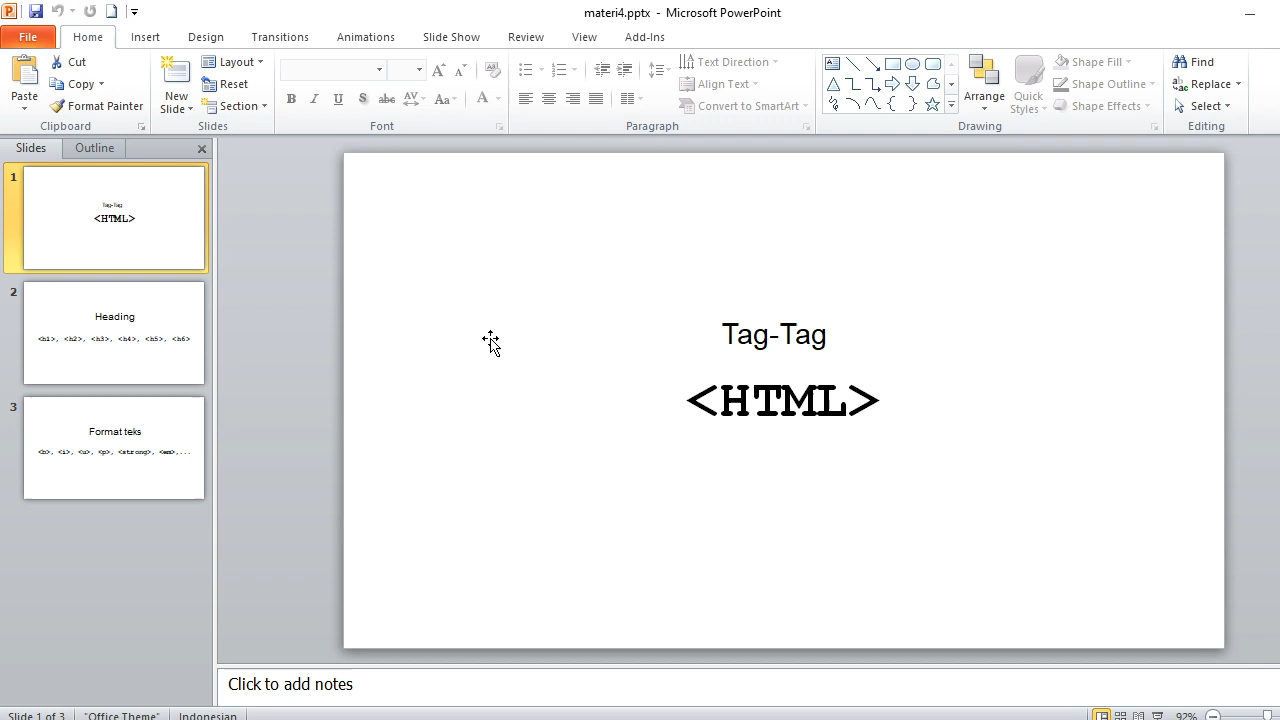 materi4.pptx - Microsoft PowerPoint
File Home Insert Design Transitions Animations Slide Show Review View Add-Ins
Paste
Cut
Copy
Format Painter
Clipboard
New Slide
Layout
Reset
Section
Slides
Font
Text Direction
Align Text
Convert to SmartArt
Paragraph
Arrange
Quick Styles
Shape Fill
Shape Outline
Shape Effects
Drawing
Find
Replace
Select
Editing
Slides Outline
1
Tag-Tag
<HTML>
2
Heading
<h1>, <h2>, <h3>, <h4>, <h5>, <h6>
3
Format teks
<b>, <i>, <u>, <p>, <strong>, <em>,...
Tag-Tag
<HTML>
Click to add notes
Slide 1 of 3 "Office Theme" Indonesian 92%